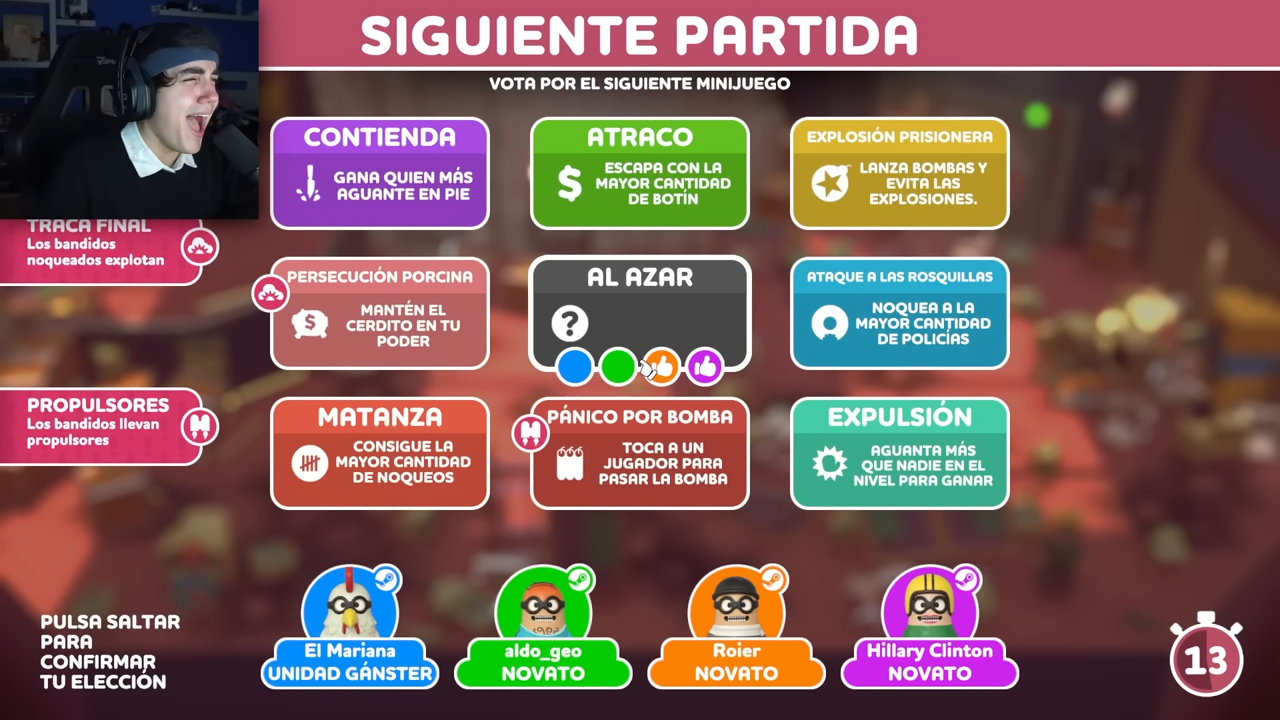 SIGUIENTE PARTIDA
VOTA POR EL SIGUIENTE MINIJUEGO
CONTIENDA
GANA QUIEN MÁS
AGUANTE EN PIE
ATRACO
ESCAPA CON LA
MAYOR CANTIDAD
DE BOTÍN
EXPLOSIÓN PRISIONERA
LANZA BOMBAS Y
EVITA LAS
EXPLOSIONES.
TRACA FINAL
Los bandidos
noqueados explotan
PERSECUCIÓN PORCINA
MANTÉN EL
CERDITO EN TU
PODER
AL AZAR
?
ATAQUE A LAS ROSQUILLAS
NOQUEA A LA
MAYOR CANTIDAD
DE POLICÍAS
PROPULSORES
Los bandidos llevan
propulsores
MATANZA
CONSIGUE LA
MAYOR CANTIDAD
DE NOQUEOS
PÁNICO POR BOMBA
TOCA A UN
JUGADOR PARA
PASAR LA BOMBA
EXPULSIÓN
AGUANTA MÁS
QUE NADIE EN EL
NIVEL PARA GANAR
PULSA SALTAR
PARA
CONFIRMAR
TU ELECCIÓN
El Mariana
UNIDAD GÁNSTER
aldo_geo
NOVATO
Roier
NOVATO
Hillary Clinton
NOVATO
13